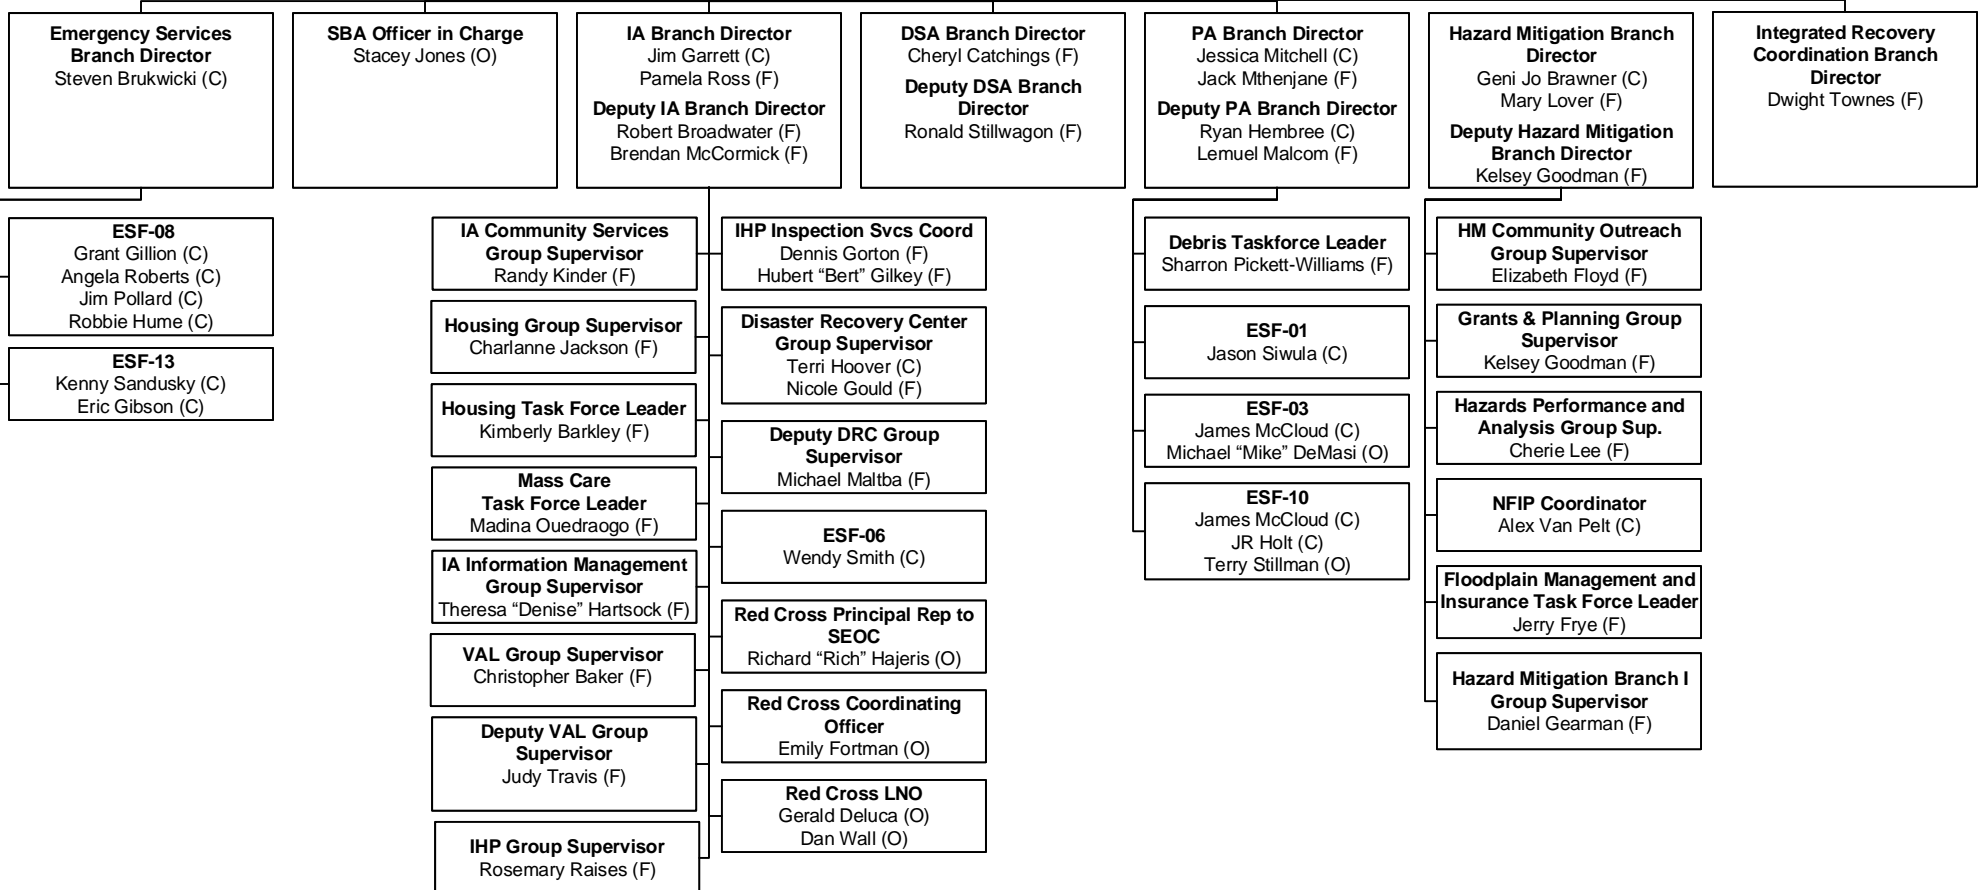 Emergency Services
Branch Director
Steven Brukwicki (C)
SBA Officer in Charge
Stacey Jones (O)
IA Branch Director
Jim Garrett (C)
Pamela Ross (F)
Deputy IA Branch Director
Robert Broadwater (F)
Brendan McCormick (F)
DSA Branch Director
Cheryl Catchings (F)
Deputy DSA Branch
Director
Ronald Stillwagon (F)
PA Branch Director
Jessica Mitchell (C)
Jack Mthenjane (F)
Deputy PA Branch Director
Ryan Hembree (C)
Lemuel Malcom (F)
Hazard Mitigation Branch
Director
Geni Jo Brawner (C)
Mary Lover (F)
Deputy Hazard Mitigation
Branch Director
Kelsey Goodman (F)
Integrated Recovery
Coordination Branch
Director
Dwight Townes (F)
ESF-08
Grant Gillion (C)
Angela Roberts (C)
Jim Pollard (C)
Robbie Hume (C)
ESF-13
Kenny Sandusky (C)
Eric Gibson (C)
IA Community Services
Group Supervisor
Randy Kinder (F)
Housing Group Supervisor
Charlanne Jackson (F)
Housing Task Force Leader
Kimberly Barkley (F)
Mass Care
Task Force Leader
Madina Ouedraogo (F)
IA Information Management
Group Supervisor
Theresa “Denise” Hartsock (F)
VAL Group Supervisor
Christopher Baker (F)
Deputy VAL Group
Supervisor
Judy Travis (F)
IHP Group Supervisor
Rosemary Raises (F)
IHP Inspection Svcs Coord
Dennis Gorton (F)
Hubert “Bert” Gilkey (F)
Disaster Recovery Center
Group Supervisor
Terri Hoover (C)
Nicole Gould (F)
Deputy DRC Group
Supervisor
Michael Maltba (F)
ESF-06
Wendy Smith (C)
Red Cross Principal Rep to
SEOC
Richard “Rich” Hajeris (O)
Red Cross Coordinating
Officer
Emily Fortman (O)
Red Cross LNO
Gerald Deluca (O)
Dan Wall (O)
Debris Taskforce Leader
Sharron Pickett-Williams (F)
ESF-01
Jason Siwula (C)
ESF-03
James McCloud (C)
Michael “Mike” DeMasi (O)
ESF-10
James McCloud (C)
JR Holt (C)
Terry Stillman (O)
HM Community Outreach
Group Supervisor
Elizabeth Floyd (F)
Grants & Planning Group
Supervisor
Kelsey Goodman (F)
Hazards Performance and
Analysis Group Sup.
Cherie Lee (F)
NFIP Coordinator
Alex Van Pelt (C)
Floodplain Management and
Insurance Task Force Leader
Jerry Frye (F)
Hazard Mitigation Branch I
Group Supervisor
Daniel Gearman (F)